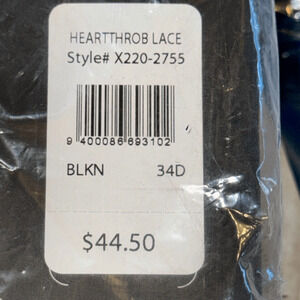 HEARTTHROB LACE
Style# X220-2755
9 400086 693102
BLKN 34D
$44.50